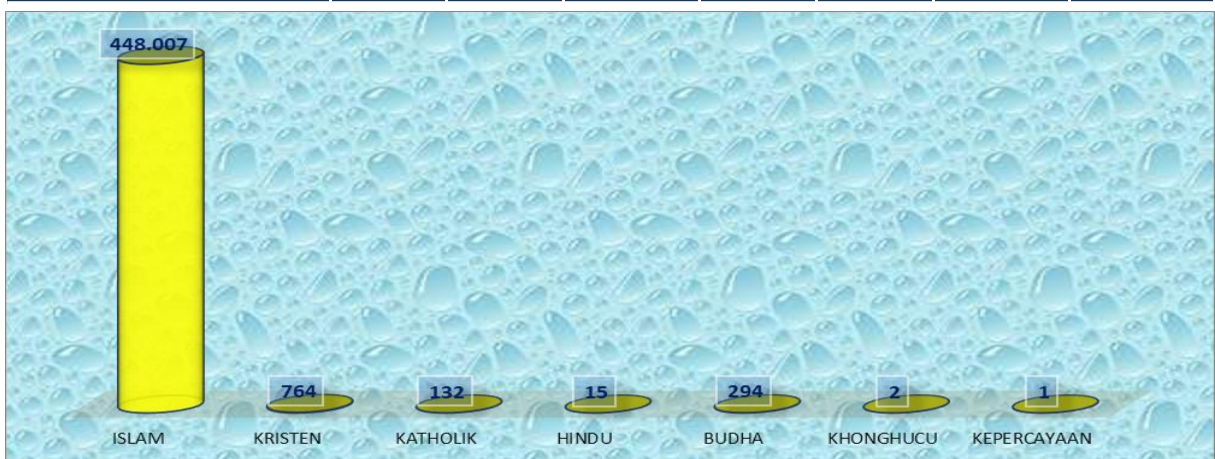 448.007
764 132 15 294 2 1
ISLAM KRISTEN KATHOLIK HINDU BUDHA KHONGHUCU KEPERCAYAAN